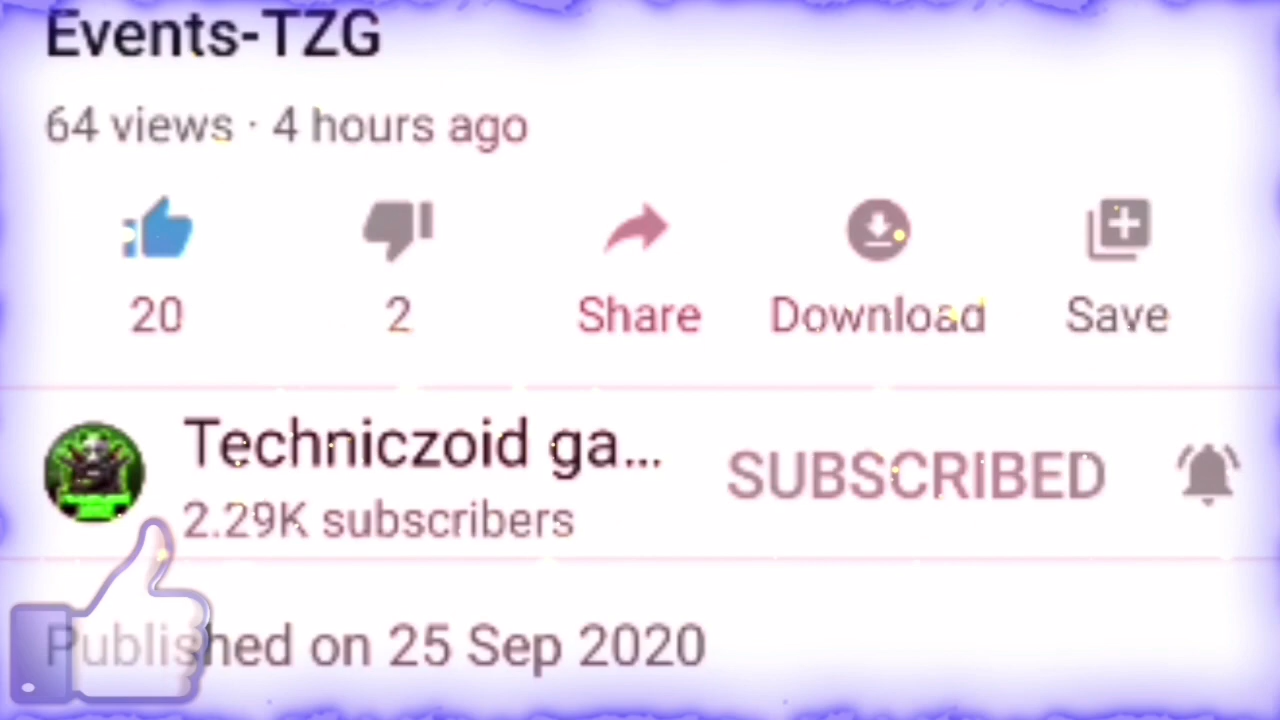 Events-TZG
64 views · 4 hours ago
20 2 Share Download Save
Techniczoid ga... SUBSCRIBED
2.29K subscribers
Published on 25 Sep 2020